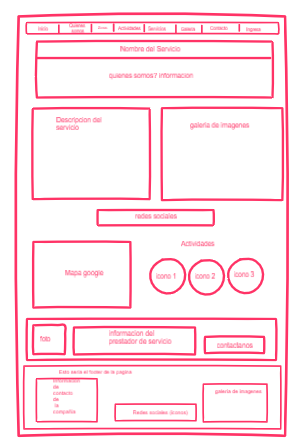 Inicio Quienes somos Actividades Servicios Galeria Contacto Ingreso
Nombre del Servicio
quienes somos? informacion
Descripcion del
servicio
galeria de imagenes
redes sociales
Actividades
Mapa google
icono 1 icono 2 icono 3
foto
informacion del
prestador de servicio
contactanos
Esto seria el footer de la pagina
informacion
de
contacto
de
la
compañia
Redes sociales (iconos)
galeria de imagenes